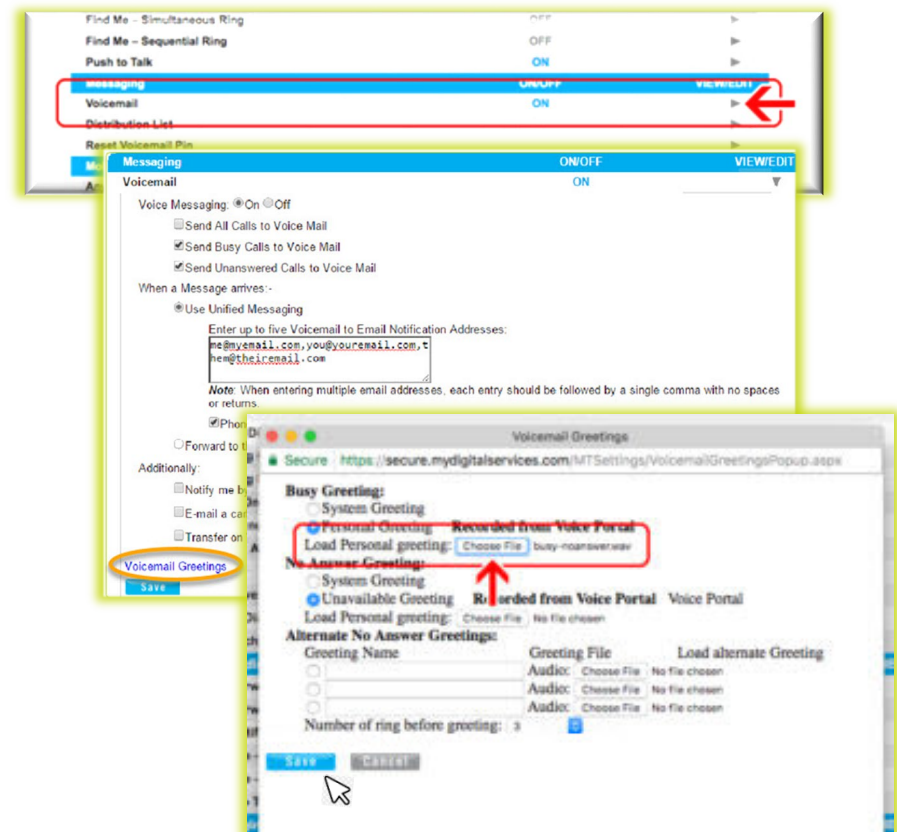 Find Me – Simultaneous Ring OFF
Find Me – Sequential Ring OFF
Push to Talk ON
Messaging ON/OFF VIEW/EDIT
Voicemail ON
Distribution List
Reset Voicemail Pin
Messaging ON/OFF VIEW/EDIT
Voicemail ON
Voice Messaging: On Off
Send All Calls to Voice Mail
Send Busy Calls to Voice Mail
Send Unanswered Calls to Voice Mail
When a Message arrives:-
Use Unified Messaging
Enter up to five Voicemail to Email Notification Addresses:
me@myemail.com,you@youremail.com,t
hem@theiremail.com
Note: When entering multiple email addresses, each entry should be followed by a single comma with no spaces
or returns.
Forward to
Additionally:
Notify me
E-mail a
Transfer on
Voicemail Greetings
Save
Voicemail Greetings
Secure https://secure.mydigitalservices.com/MTSettings/VoicemailGreetingsPopup.aspx
Busy Greeting:
System Greeting
Personal Greeting Recorded from Voice Portal
Load Personal greeting: Choose File busy-noanswer.wav
No Answer Greeting:
System Greeting
Unavailable Greeting Recorded from Voice Portal Voice Portal
Load Personal greeting: Choose File No file chosen
Alternate No Answer Greetings:
Greeting Name Greeting File Load alternate Greeting
Audio: Choose File No file chosen
Audio: Choose File No file chosen
Audio: Choose File No file chosen
Number of ring before greeting: 3
Save Cancel